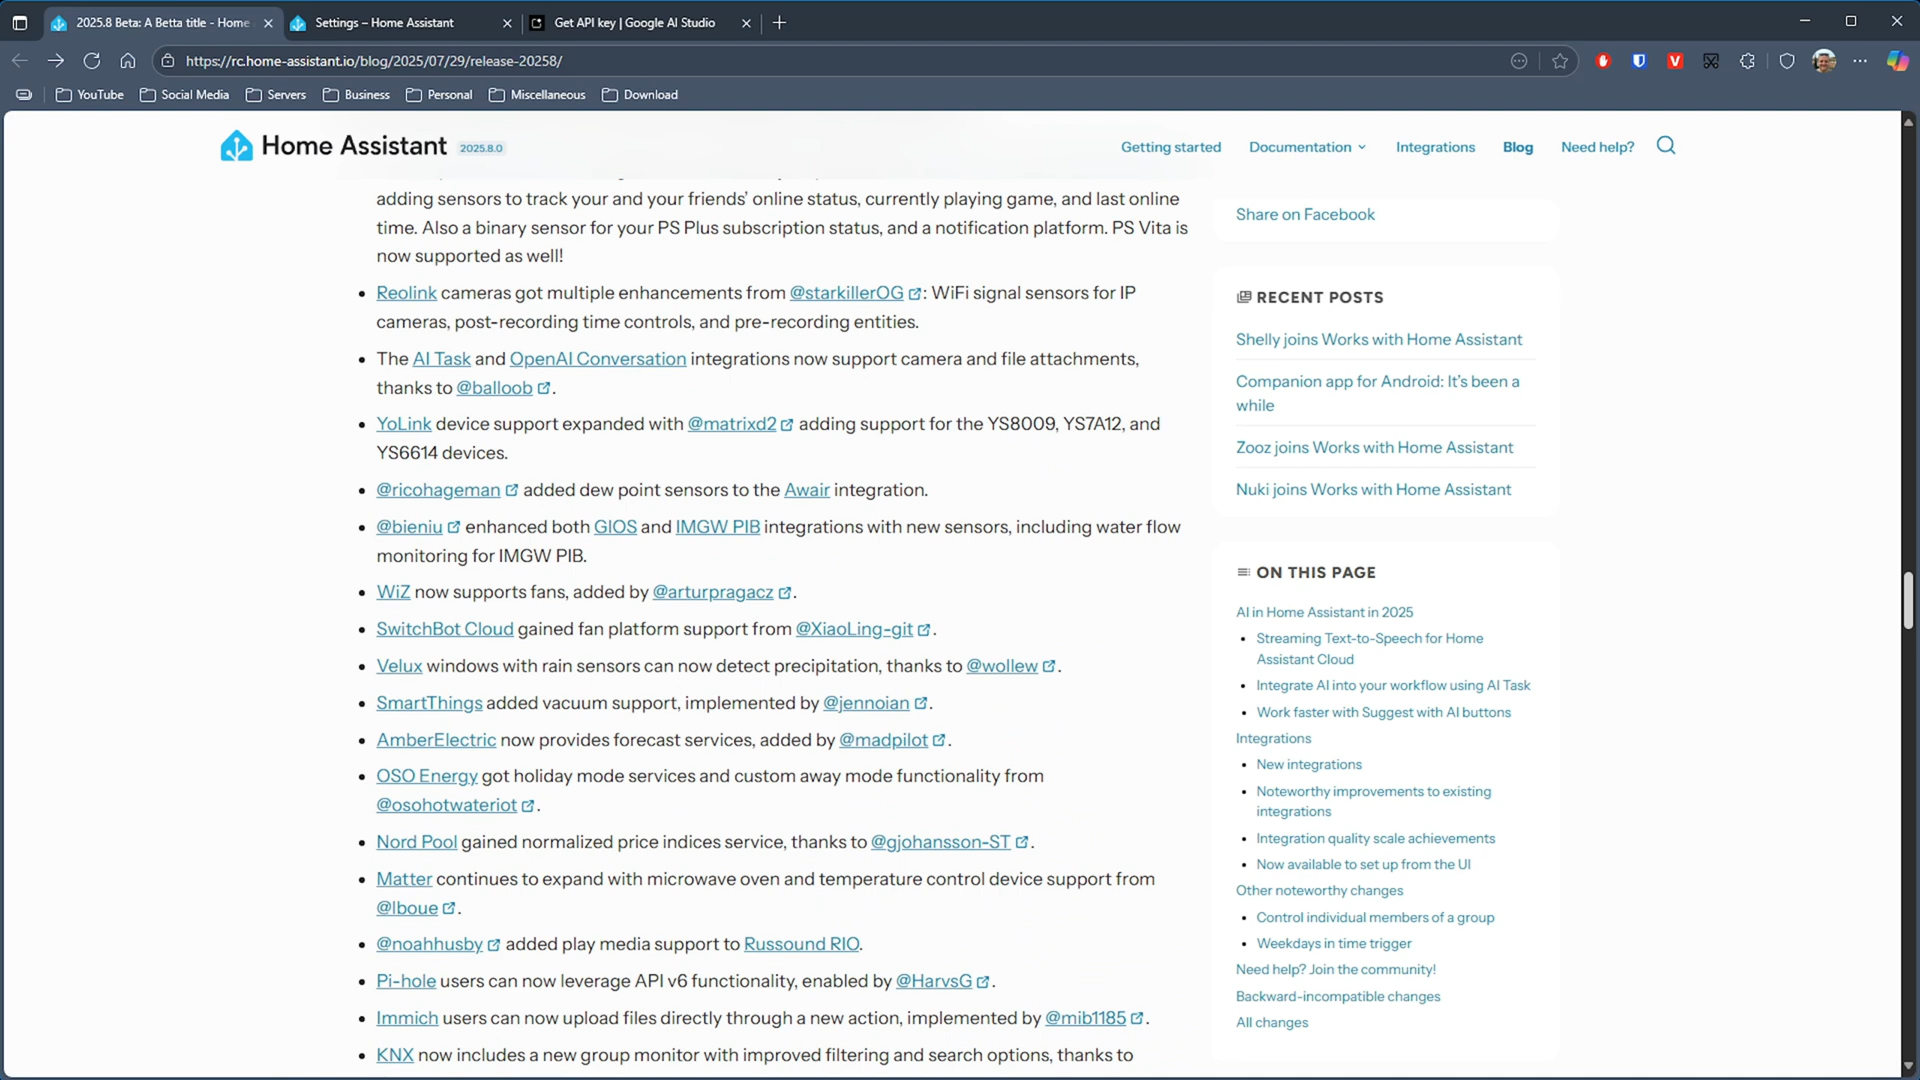 2025.8 Beta: A Betta title - Home
Settings – Home Assistant
Get API key | Google AI Studio
https://rc.home-assistant.io/blog/2025/07/29/release-20258/
YouTube
Social Media
Servers
Business
Personal
Miscellaneous
Download
Home Assistant 2025.8.0
Getting started
Documentation
Integrations
Blog
Need help?
adding sensors to track your and your friends’ online status, currently playing game, and last online
time. Also a binary sensor for your PS Plus subscription status, and a notification platform. PS Vita is
now supported as well!
• Reolink cameras got multiple enhancements from @starkillerOG: WiFi signal sensors for IP
cameras, post-recording time controls, and pre-recording entities.
• The AI Task and OpenAI Conversation integrations now support camera and file attachments,
thanks to @balloob.
• YoLink device support expanded with @matrixd2 adding support for the YS8009, YS7A12, and
YS6614 devices.
• @ricohageman added dew point sensors to the Awair integration.
• @bieniu enhanced both GIOS and IMGW PIB integrations with new sensors, including water flow
monitoring for IMGW PIB.
• WiZ now supports fans, added by @arturpragacz.
• SwitchBot Cloud gained fan platform support from @XiaoLing-git.
• Velux windows with rain sensors can now detect precipitation, thanks to @wollew.
• SmartThings added vacuum support, implemented by @jennoian.
• AmberElectric now provides forecast services, added by @madpilot.
• OSO Energy got holiday mode services and custom away mode functionality from
@osohotwateriot.
• Nord Pool gained normalized price indices service, thanks to @gjohansson-ST.
• Matter continues to expand with microwave oven and temperature control device support from
@lboue.
• @noahhusby added play media support to Russound RIO.
• Pi-hole users can now leverage API v6 functionality, enabled by @HarvsG.
• Immich users can now upload files directly through a new action, implemented by @mib1185.
• KNX now includes a new group monitor with improved filtering and search options, thanks to
Share on Facebook
RECENT POSTS
Shelly joins Works with Home Assistant
Companion app for Android: It’s been a
while
Zooz joins Works with Home Assistant
Nuki joins Works with Home Assistant
ON THIS PAGE
AI in Home Assistant in 2025
• Streaming Text-to-Speech for Home
Assistant Cloud
• Integrate AI into your workflow using AI Task
• Work faster with Suggest with AI buttons
Integrations
• New integrations
• Noteworthy improvements to existing
integrations
• Integration quality scale achievements
• Now available to set up from the UI
Other noteworthy changes
• Control individual members of a group
• Weekdays in time trigger
Need help? Join the community!
Backward-incompatible changes
All changes